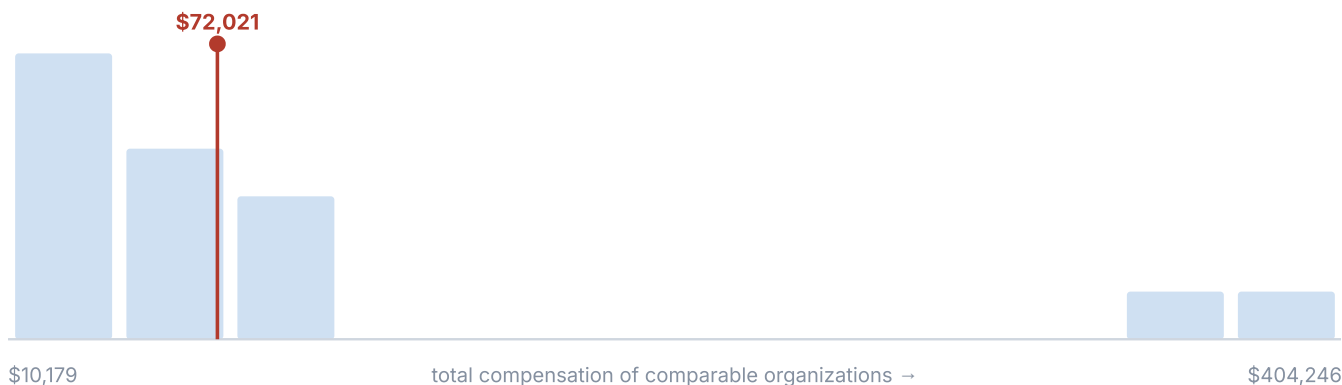 $72,021
$10,179
total compensation of comparable organizations →
$404,246